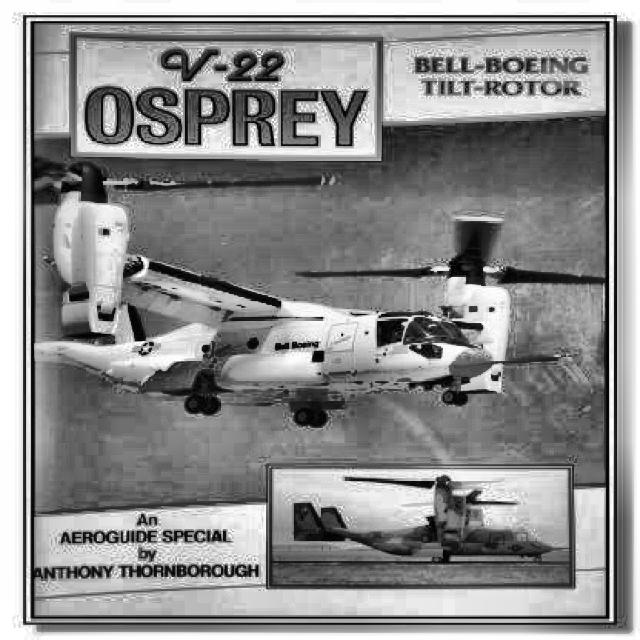 V-22
OSPREY
BELL-BOEING
TILT-ROTOR
Bell Boeing
An
AEROGUIDE SPECIAL
by
ANTHONY THORNBOROUGH